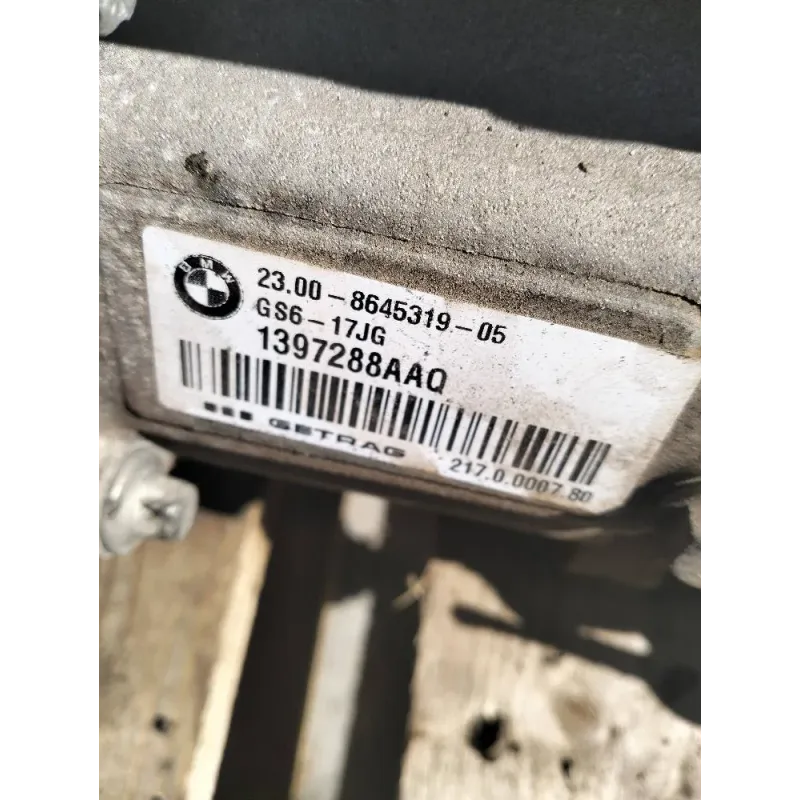 BMW
23.00-8645319-05
GS6-17JG
1397288AAQ
GETRAG
217.0.0007.80